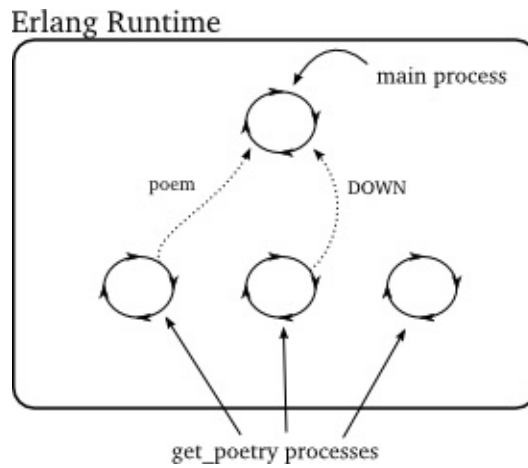 Erlang Runtime
main process
poem
DOWN
get_poetry processes